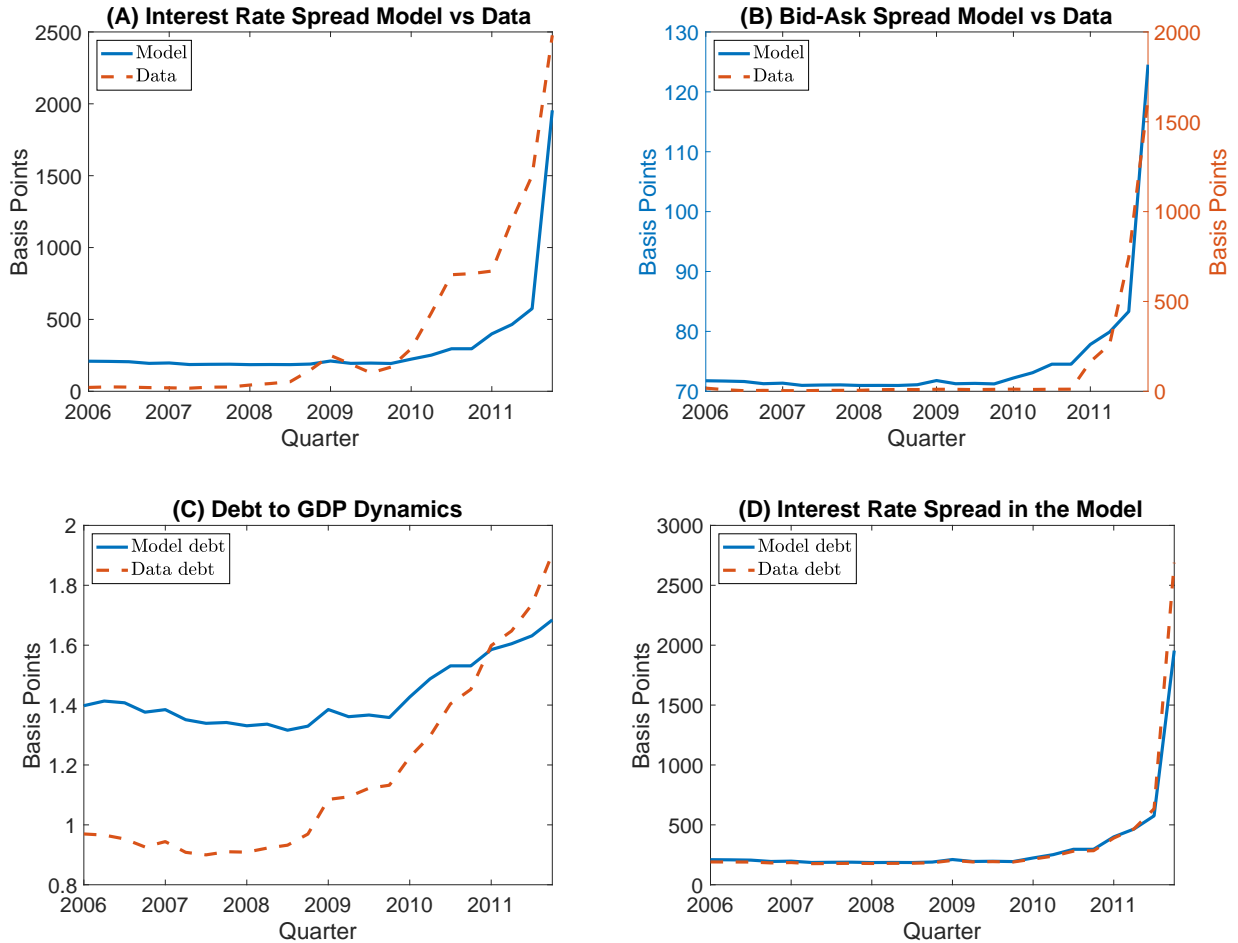 (A) Interest Rate Spread Model vs Data
2500
2000
1500
1000
500
0
Basis Points
Model
Data
2006 2007 2008 2009 2010 2011
Quarter
(B) Bid-Ask Spread Model vs Data
130
120
110
100
90
80
70
Basis Points
Model
Data
2000
1500
1000
500
0
Basis Points
2006 2007 2008 2009 2010 2011
Quarter
(C) Debt to GDP Dynamics
2
1.8
1.6
1.4
1.2
1
0.8
Basis Points
Model debt
Data debt
2006 2007 2008 2009 2010 2011
Quarter
(D) Interest Rate Spread in the Model
3000
2500
2000
1500
1000
500
0
Basis Points
Model debt
Data debt
2006 2007 2008 2009 2010 2011
Quarter